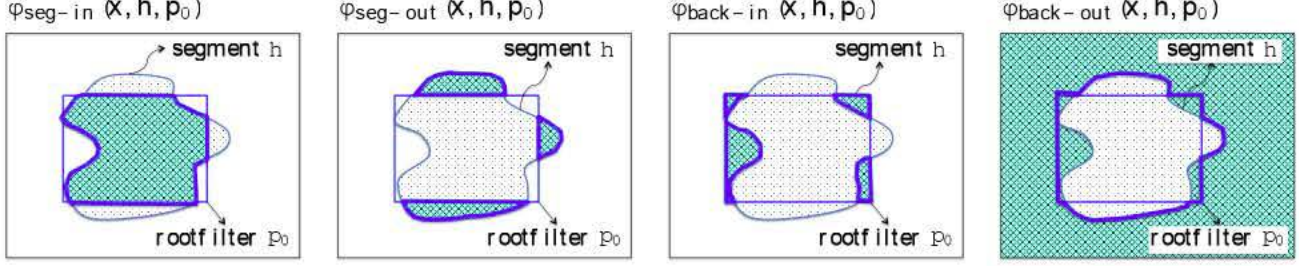 φseg-in (x, h, p0)
segment h
rootfilter p0
φseg-out (x, h, p0)
segment h
rootfilter p0
φback-in (x, h, p0)
segment h
rootfilter p0
φback-out (x, h, p0)
segment h
rootfilter p0